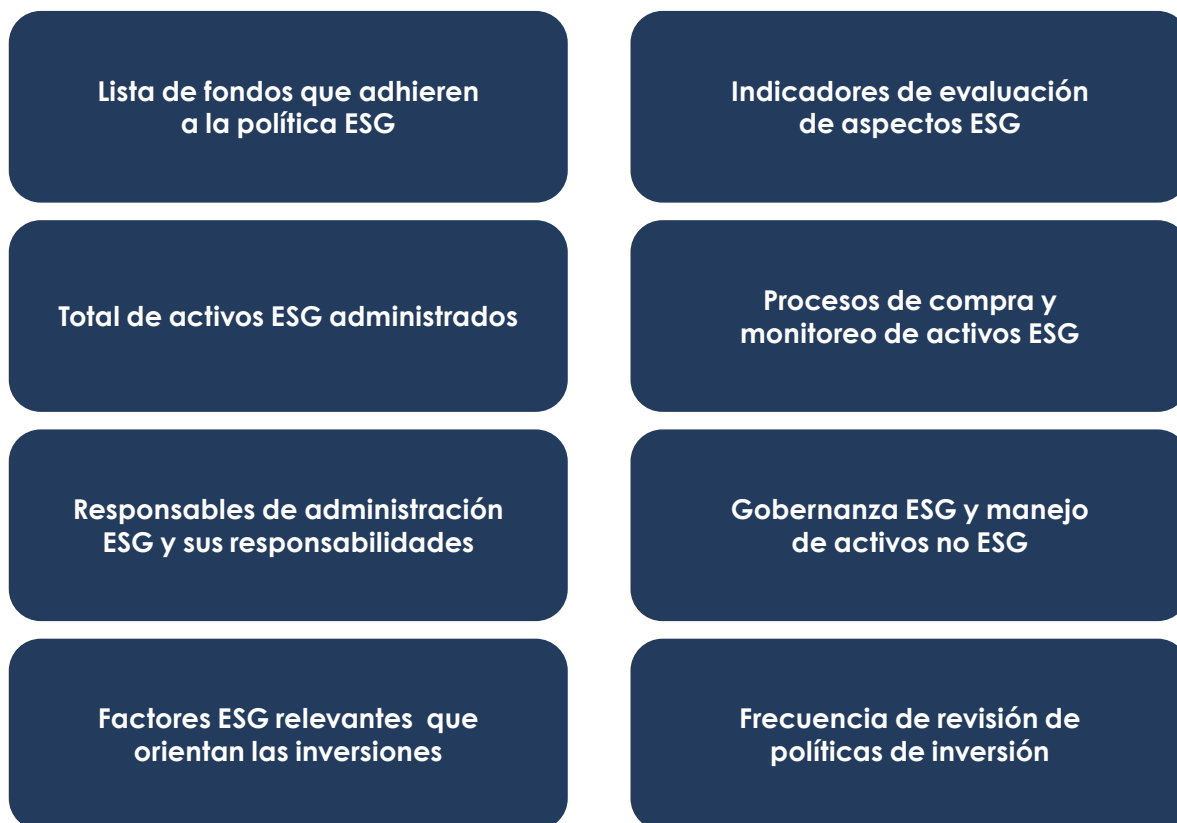 Lista de fondos que adhieren
a la política ESG
Indicadores de evaluación
de aspectos ESG
Total de activos ESG administrados
Procesos de compra y
monitoreo de activos ESG
Responsables de administración
ESG y sus responsabilidades
Gobernanza ESG y manejo
de activos no ESG
Factores ESG relevantes que
orientan las inversiones
Frecuencia de revisión de
políticas de inversión